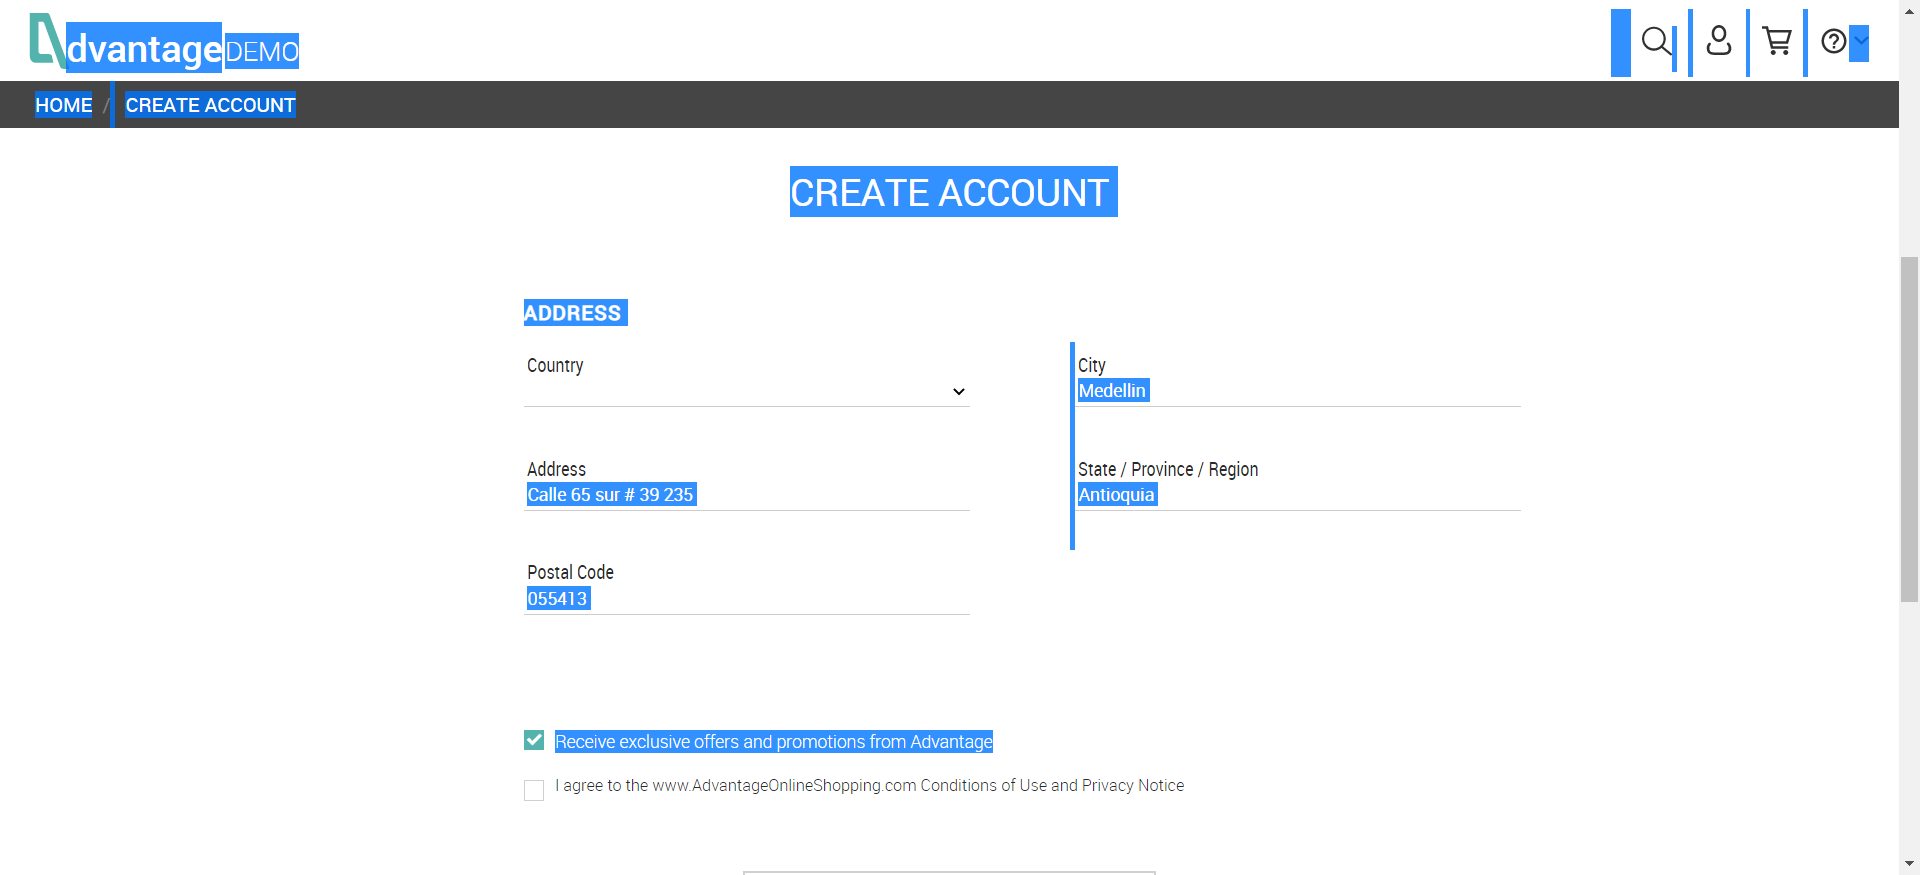 dvantage DEMO
HOME / CREATE ACCOUNT
CREATE ACCOUNT
ADDRESS
Country
City
Medellin
Address
Calle 65 sur # 39 235
State / Province / Region
Antioquia
Postal Code
055413
Receive exclusive offers and promotions from Advantage
I agree to the www.AdvantageOnlineShopping.com Conditions of Use and Privacy Notice